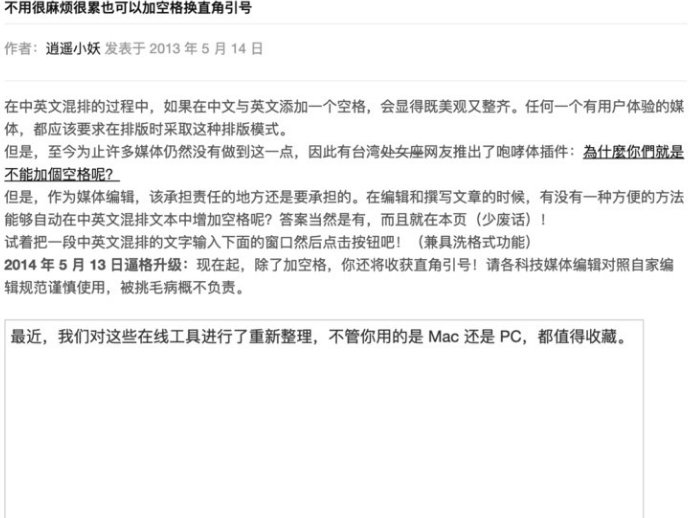 不用很麻烦很累也可以加空格换直角引号
作者：逍遥小妖 发表于 2013 年 5 月 14 日
在中英文混排的过程中，如果在中文与英文添加一个空格，会显得既美观又整齐。任何一个有用户体验的媒
体，都应该要求在排版时采取这种排版模式。
但是，至今为止许多媒体仍然没有做到这一点，因此有台湾处女座网友推出了咆哮体插件：為什麼你們就是
不能加個空格呢？
但是，作为媒体编辑，该承担责任的地方还是要承担的。在编辑和撰写文章的时候，有没有一种方便的方法
能够自动在中英文混排文本中增加空格呢？答案当然是有，而且就在本页（少废话）！
试着把一段中英文混排的文字输入下面的窗口然后点击按钮吧！（兼具洗格式功能）
2014 年 5 月 13 日逼格升级：现在起，除了加空格，你还将收获直角引号！请各科技媒体编辑对照自家编
辑规范谨慎使用，被挑毛病概不负责。
最近，我们对这些在线工具进行了重新整理，不管你用的是 Mac 还是 PC，都值得收藏。